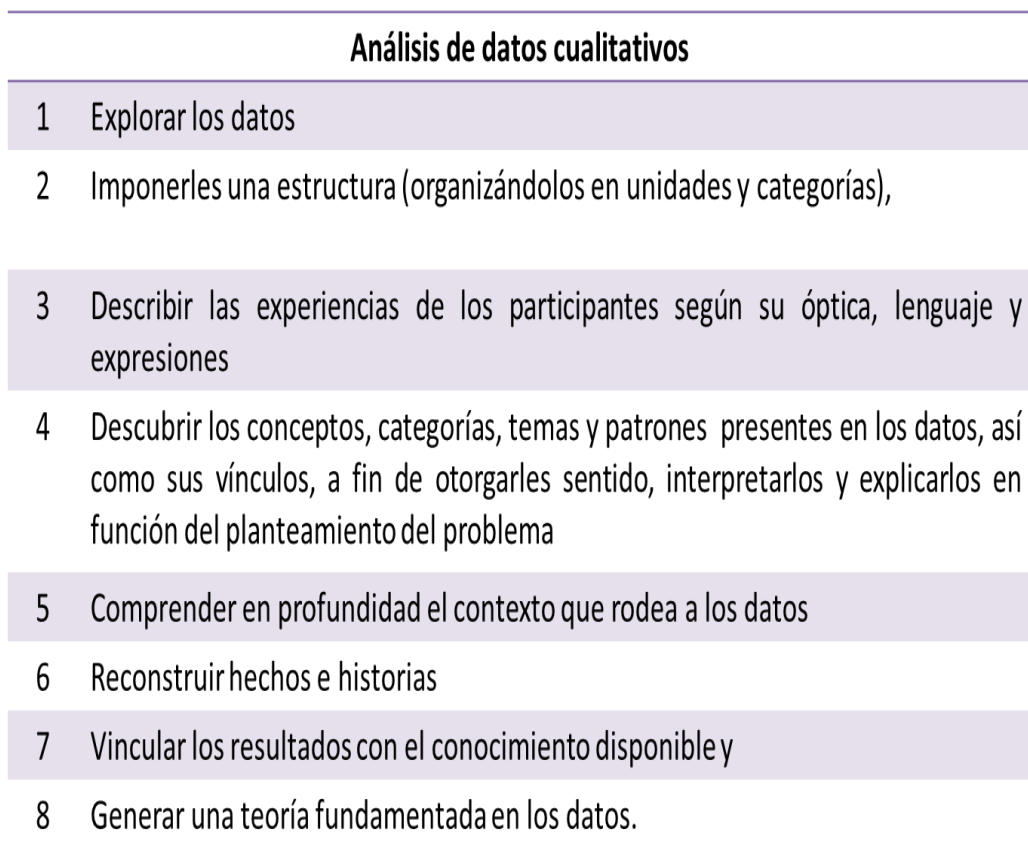 Análisis de datos cualitativos
1 Explorar los datos
2 Imponerles una estructura (organizándolos en unidades y categorías),
3 Describir las experiencias de los participantes según su óptica, lenguaje y
expresiones
4 Descubrir los conceptos, categorías, temas y patrones presentes en los datos, así
como sus vínculos, a fin de otorgarles sentido, interpretarlos y explicarlos en
función del planteamiento del problema
5 Comprender en profundidad el contexto que rodea a los datos
6 Reconstruir hechos e historias
7 Vincular los resultados con el conocimiento disponible y
8 Generar una teoría fundamentada en los datos.